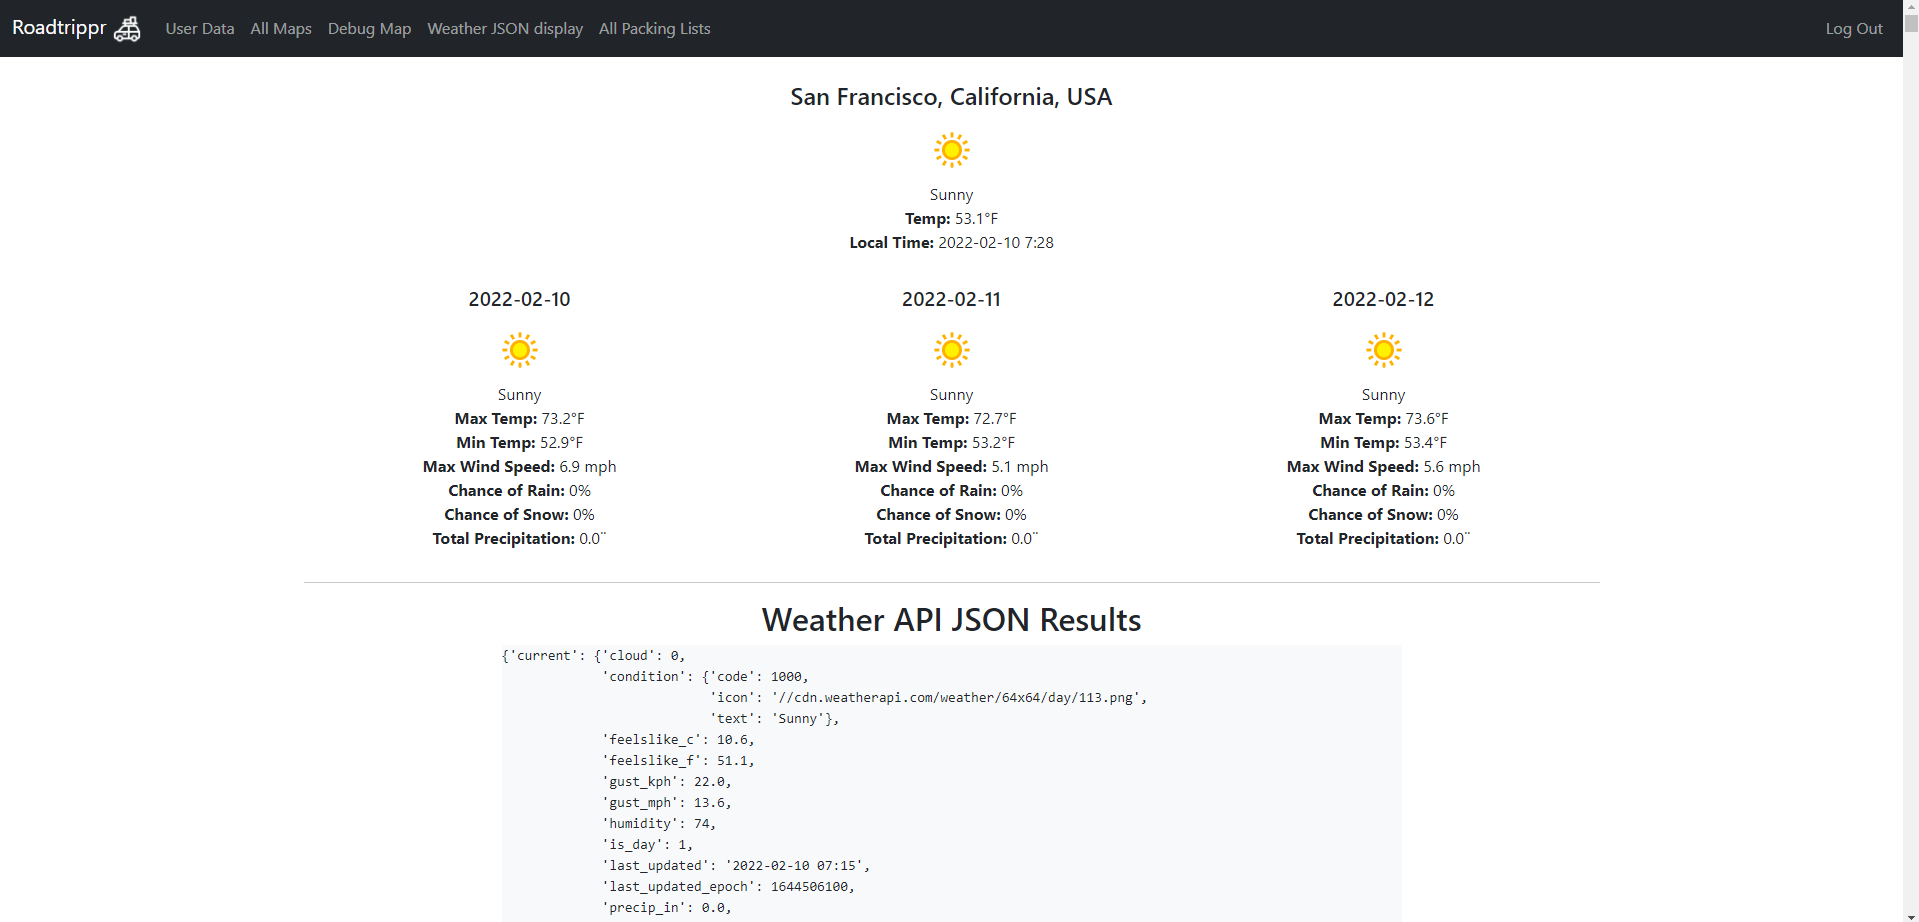 Roadtrippr User Data All Maps Debug Map Weather JSON display All Packing Lists Log Out
San Francisco, California, USA
Sunny
Temp: 53.1°F
Local Time: 2022-02-10 7:28
2022-02-10
Sunny
Max Temp: 73.2°F
Min Temp: 52.9°F
Max Wind Speed: 6.9 mph
Chance of Rain: 0%
Chance of Snow: 0%
Total Precipitation: 0.0¨
2022-02-11
Sunny
Max Temp: 72.7°F
Min Temp: 53.2°F
Max Wind Speed: 5.1 mph
Chance of Rain: 0%
Chance of Snow: 0%
Total Precipitation: 0.0¨
2022-02-12
Sunny
Max Temp: 73.6°F
Min Temp: 53.4°F
Max Wind Speed: 5.6 mph
Chance of Rain: 0%
Chance of Snow: 0%
Total Precipitation: 0.0¨
Weather API JSON Results
{'current': {'cloud': 0,
'condition': {'code': 1000,
'icon': '//cdn.weatherapi.com/weather/64x64/day/113.png',
'text': 'Sunny'},
'feelslike_c': 10.6,
'feelslike_f': 51.1,
'gust_kph': 22.0,
'gust_mph': 13.6,
'humidity': 74,
'is_day': 1,
'last_updated': '2022-02-10 07:15',
'last_updated_epoch': 1644506100,
'precip_in': 0.0,